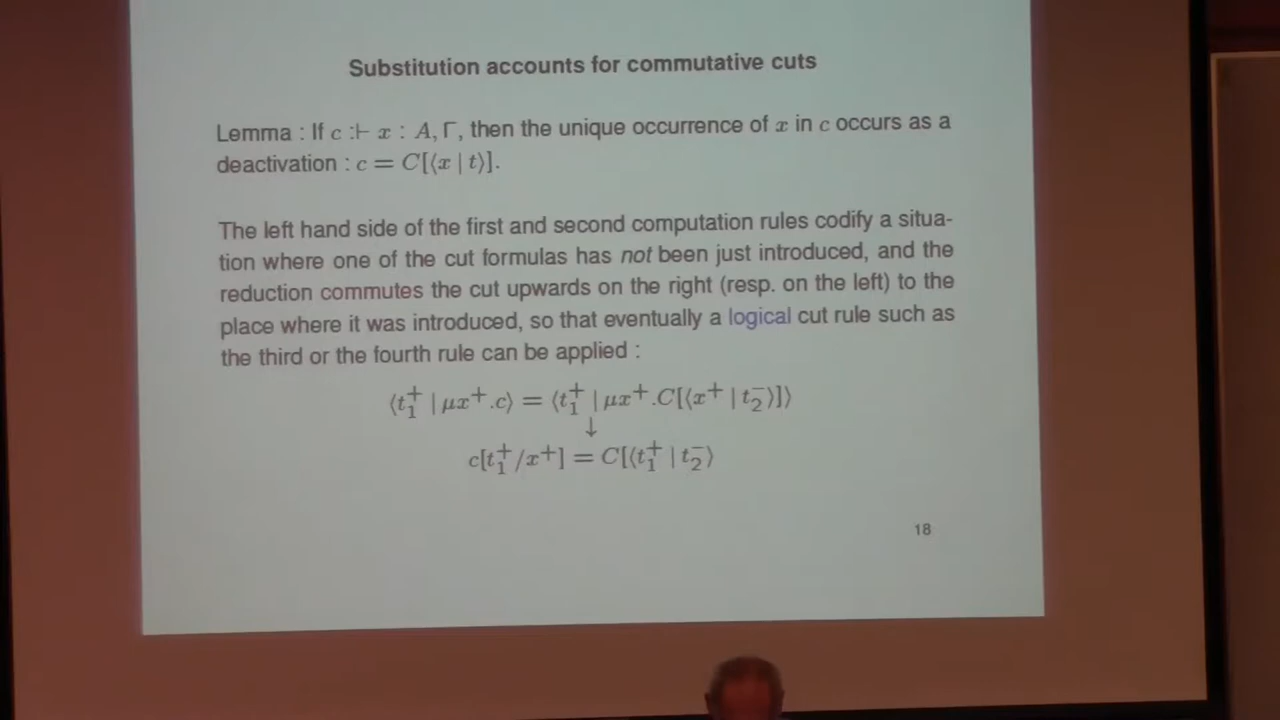 Substitution accounts for commutative cuts
Lemma : If c :⊢ x : A, Γ, then the unique occurrence of x in c occurs as a
deactivation : c = C[⟨x | t⟩].
The left hand side of the first and second computation rules codify a situa-
tion where one of the cut formulas has not been just introduced, and the
reduction commutes the cut upwards on the right (resp. on the left) to the
place where it was introduced, so that eventually a logical cut rule such as
the third or the fourth rule can be applied :
⟨t₁⁺ | μx⁺.c⟩ = ⟨t₁⁺ | μx⁺.C[⟨x⁺ | t₂⁻⟩]⟩
↓
c[t₁⁺/x⁺] = C[⟨t₁⁺ | t₂⁻⟩
18